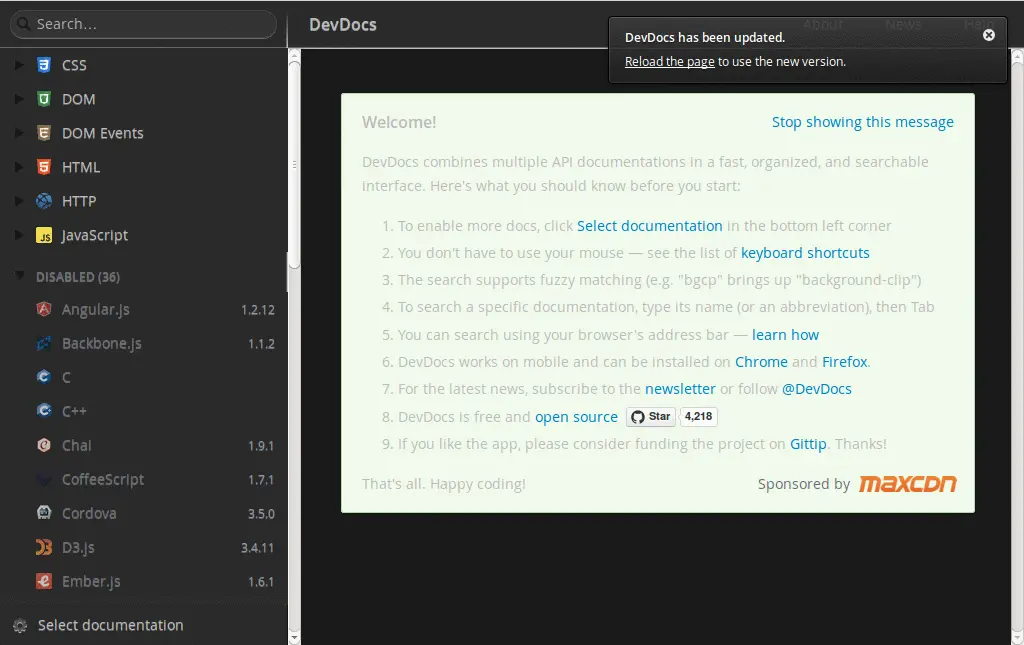 Search...
DevDocs
About
News
Help
DevDocs has been updated.
Reload the page to use the new version.
CSS
DOM
DOM Events
HTML
HTTP
JavaScript
DISABLED (36)
Angular.js 1.2.12
Backbone.js 1.1.2
C
C++
Chai 1.9.1
CoffeeScript 1.7.1
Cordova 3.5.0
D3.js 3.4.11
Ember.js 1.6.1
Select documentation
Welcome!
Stop showing this message
DevDocs combines multiple API documentations in a fast, organized, and searchable
interface. Here's what you should know before you start:
1. To enable more docs, click Select documentation in the bottom left corner
2. You don't have to use your mouse — see the list of keyboard shortcuts
3. The search supports fuzzy matching (e.g. "bgcp" brings up "background-clip")
4. To search a specific documentation, type its name (or an abbreviation), then Tab
5. You can search using your browser's address bar — learn how
6. DevDocs works on mobile and can be installed on Chrome and Firefox.
7. For the latest news, subscribe to the newsletter or follow @DevDocs
8. DevDocs is free and open source Star 4,218
9. If you like the app, please consider funding the project on Gittip. Thanks!
That's all. Happy coding!
Sponsored by maxcdn